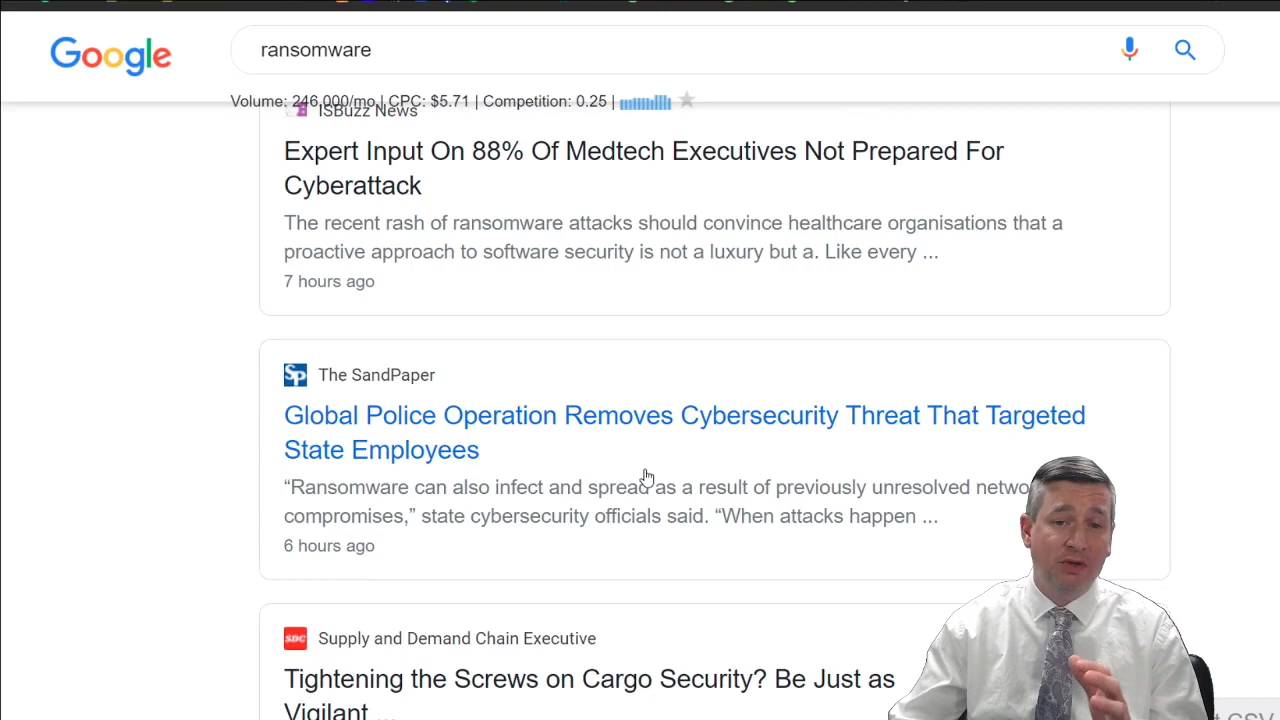 Google
ransomware
Volume: 246,000/mo | CPC: $5.71 | Competition: 0.25 |
ISBuzz News
Expert Input On 88% Of Medtech Executives Not Prepared For
Cyberattack
The recent rash of ransomware attacks should convince healthcare organisations that a
proactive approach to software security is not a luxury but a. Like every ...
7 hours ago
Sp The SandPaper
Global Police Operation Removes Cybersecurity Threat That Targeted
State Employees
“Ransomware can also infect and spread as a result of previously unresolved netwo
compromises,” state cybersecurity officials said. “When attacks happen ...
6 hours ago
SDC Supply and Demand Chain Executive
Tightening the Screws on Cargo Security? Be Just as
Vigilant ...
t CSV